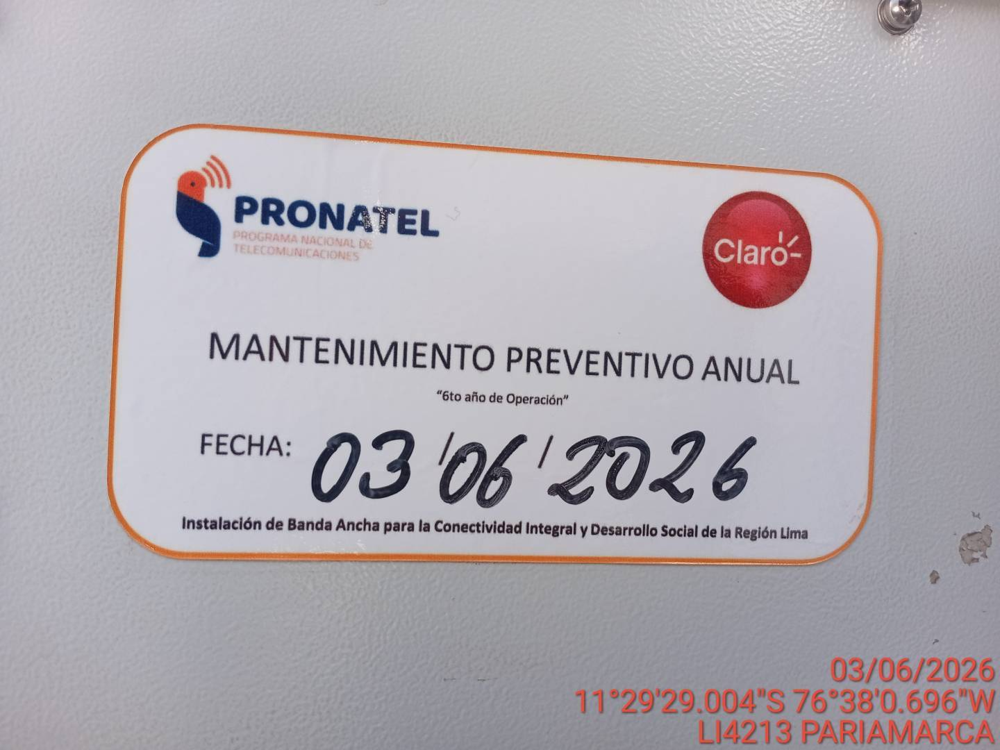 PRONATEL
PROGRAMA NACIONAL DE
TELECOMUNICACIONES
Claro
MANTENIMIENTO PREVENTIVO ANUAL
“6to año de Operación”
FECHA: 03/06/2026
Instalación de Banda Ancha para la Conectividad Integral y Desarrollo Social de la Región Lima
03/06/2026
11°29'29.004"S 76°38'0.696"W
LI4213 PARIAMARCA